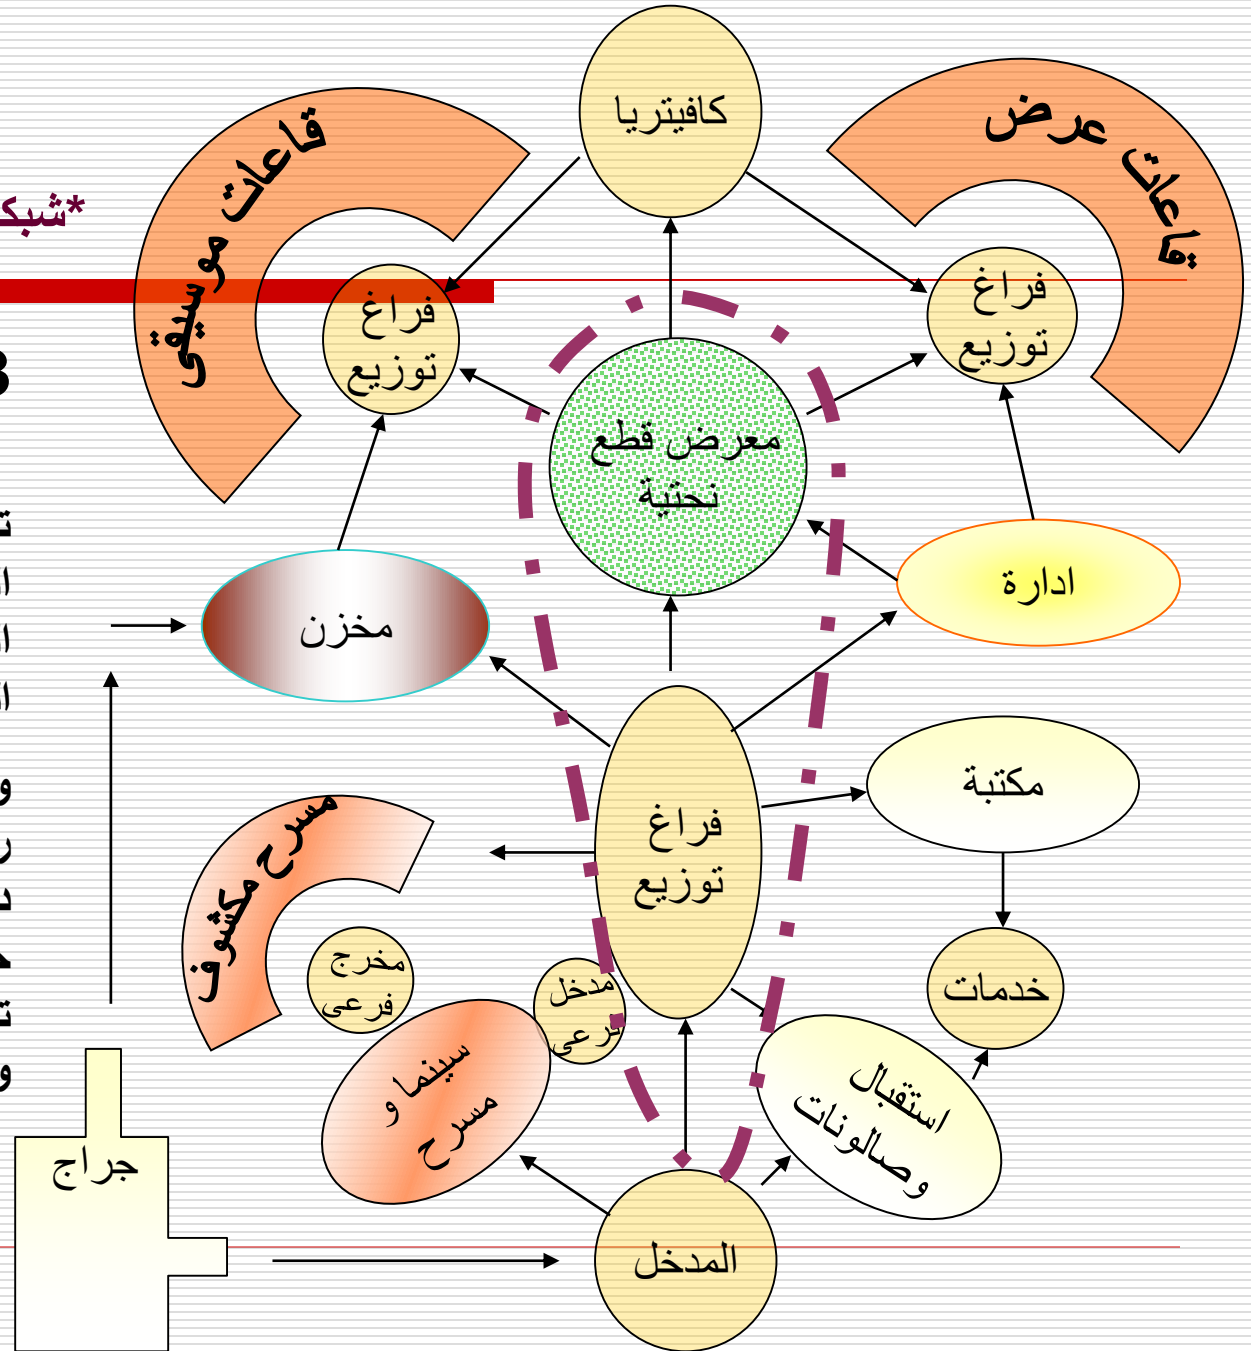 كافيتريا
قاعات عرض
قاعات موسيقى
*شبك
فراغ
توزيع
فراغ
توزيع
3
معرض قطع
نحتية
ادارة
مخزن
مكتبة
فراغ
توزيع
مسرح مكشوف
مخرج
فرعى
مدخل
فرعى
خدمات
سينما و
مسرح
استقبال
وصالونات
جراج
المدخل